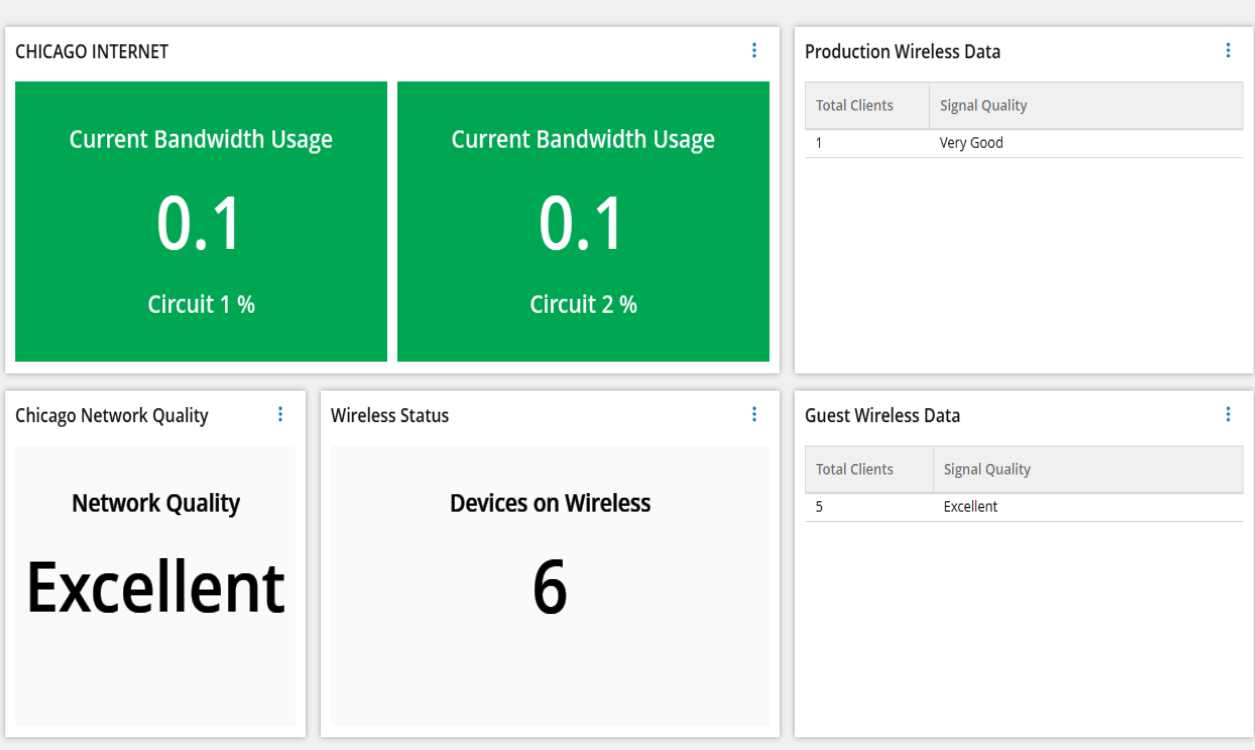 CHICAGO INTERNET
Current Bandwidth Usage
0.1
Circuit 1 %
Current Bandwidth Usage
0.1
Circuit 2 %
Production Wireless Data
Total Clients Signal Quality
1 Very Good
Chicago Network Quality
Network Quality
Excellent
Wireless Status
Devices on Wireless
6
Guest Wireless Data
Total Clients Signal Quality
5 Excellent